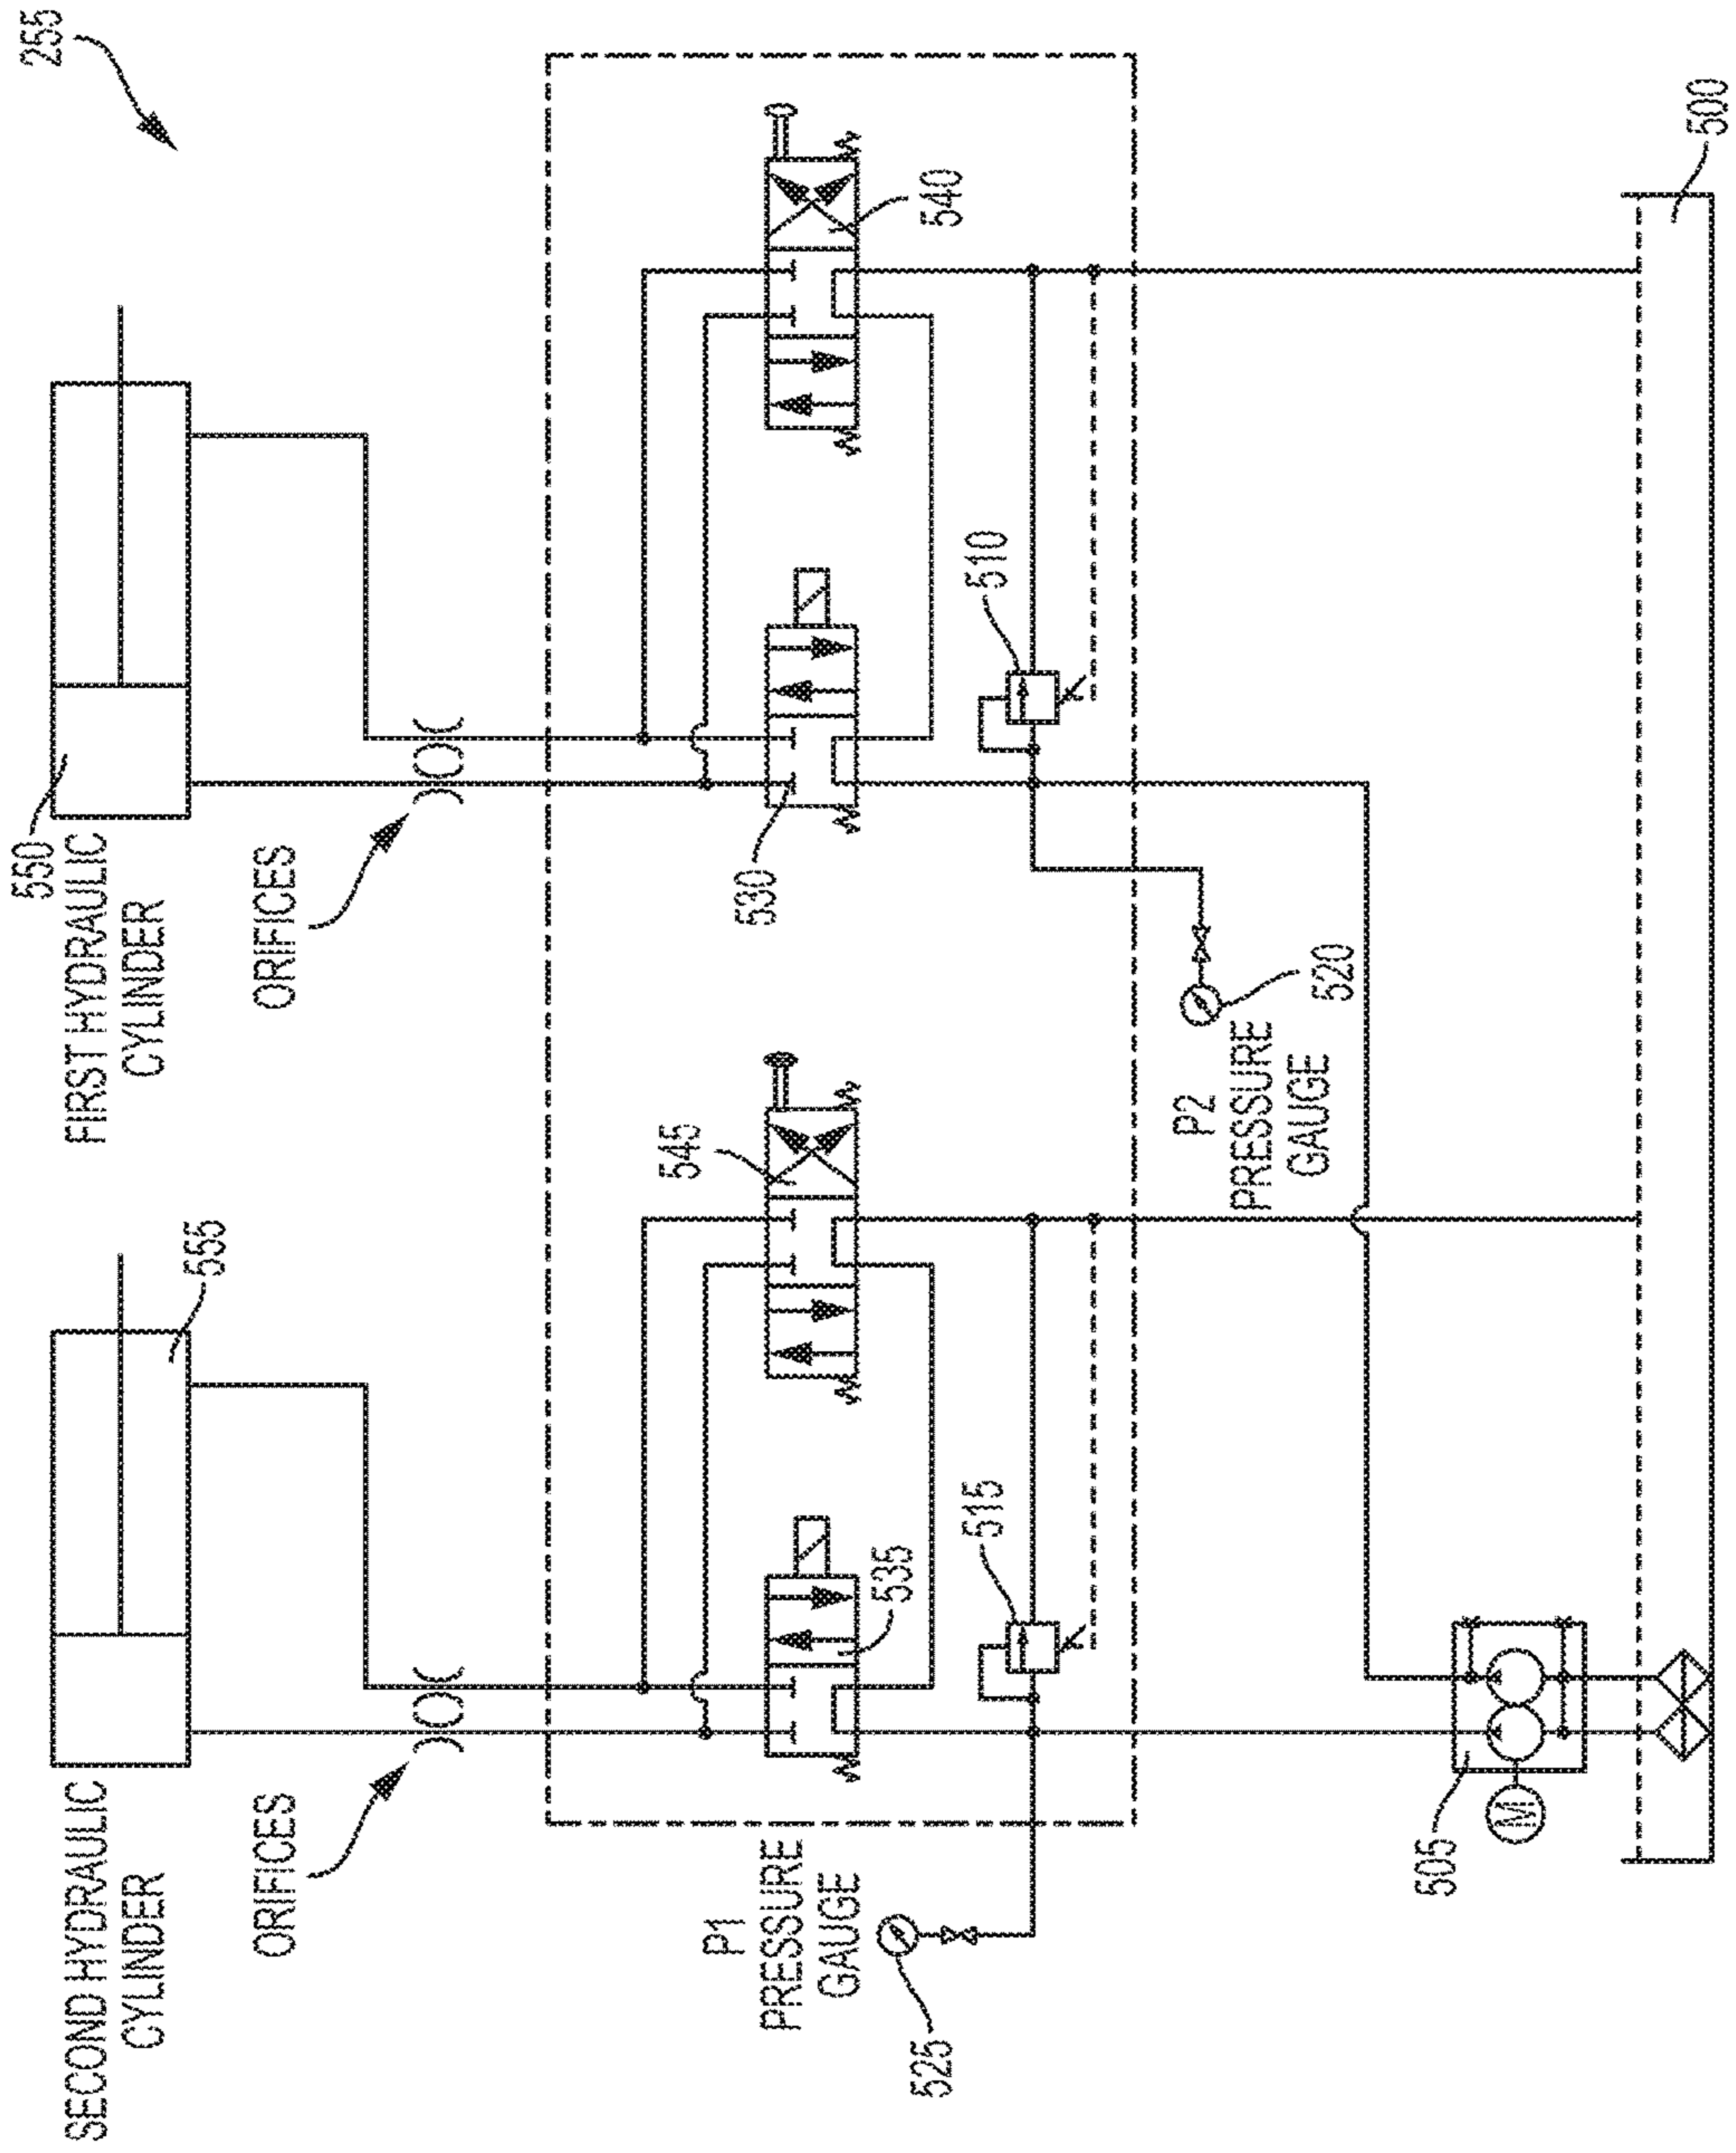 255
550
FIRST HYDRAULIC
CYLINDER
ORIFICES
540
530
510
P2
PRESSURE
GAUGE
520
500
555
SECOND HYDRAULIC
CYLINDER
ORIFICES
545
535
515
P1
PRESSURE
GAUGE
525
505
M